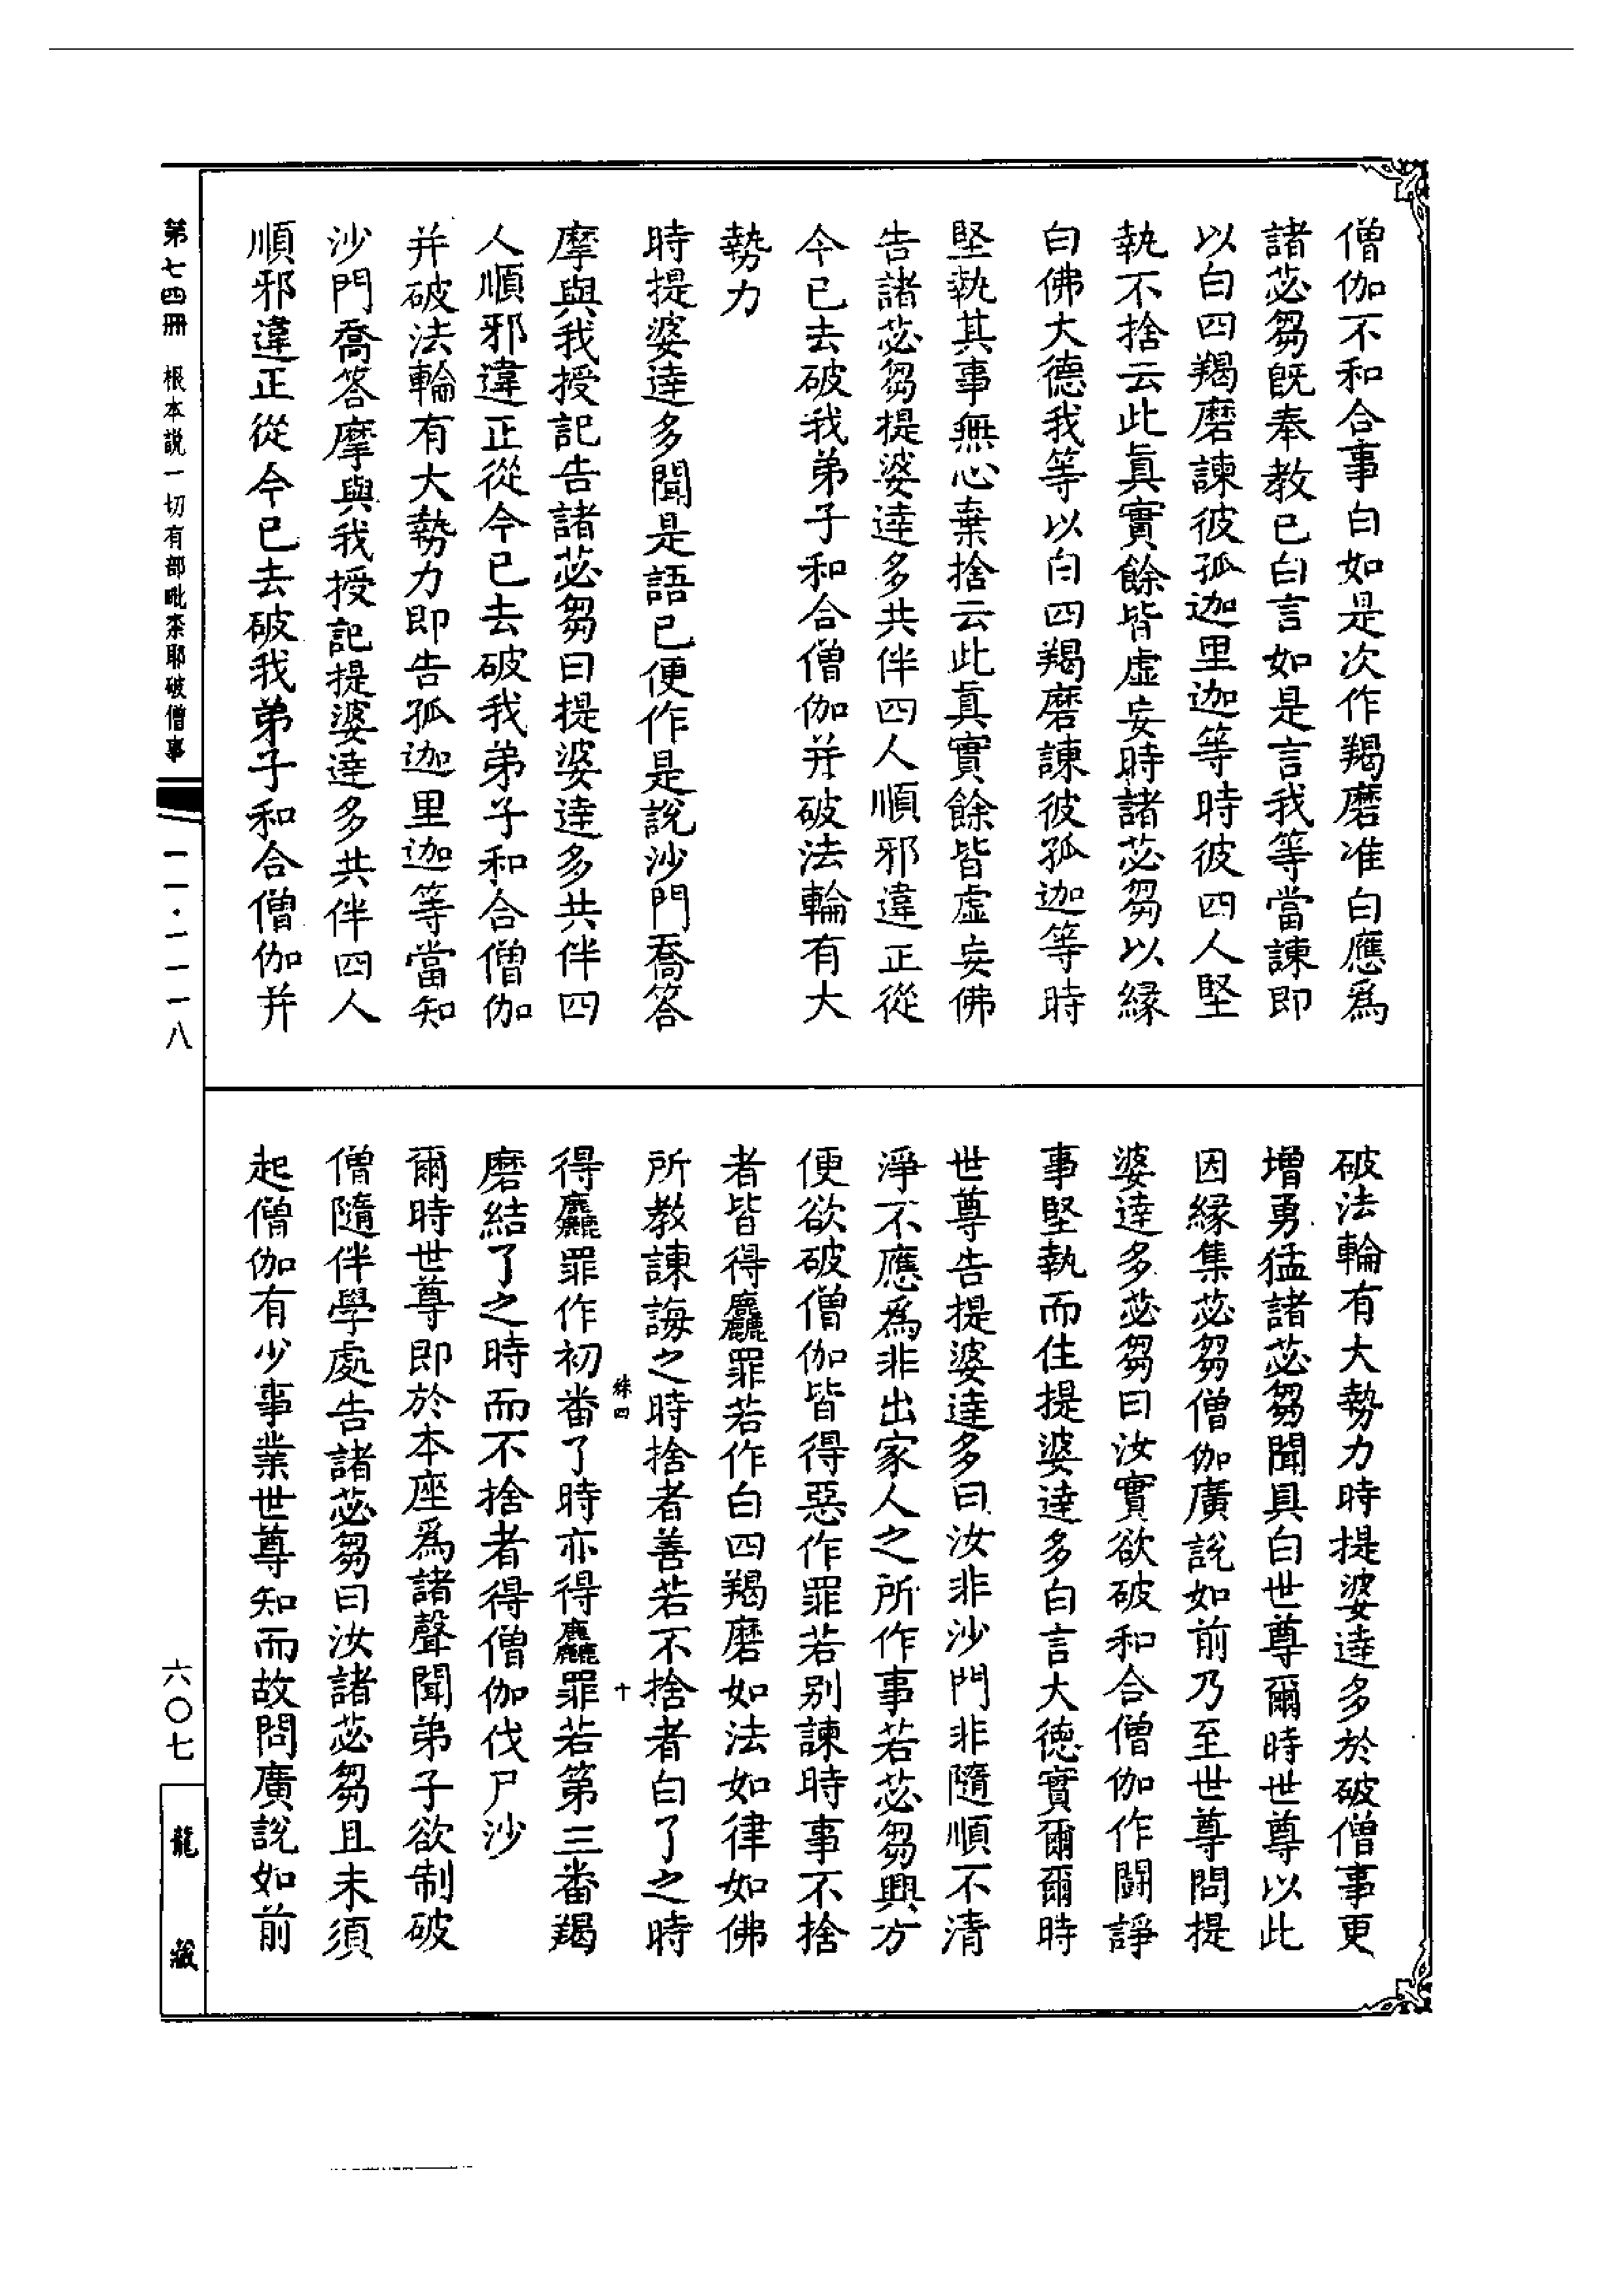 僧伽不和合事白如是次作羯磨准白應爲
諸苾芻旣奉教已白言如是言我等當諫即
以白四羯磨諫彼孤迦里迦等時彼四人堅
執不捨云此眞實餘皆虛妄時諸苾芻以緣
白佛大德我等以白四羯磨諫彼孤迦等時
堅執其事無心棄捨云此眞實餘皆虛妄佛
告諸苾芻提婆達多共伴四人順邪違正從
今已去破我弟子和合僧伽并破法輪有大
勢力
時提婆達多聞是語已便作是說沙門喬答
摩與我授記告諸苾芻曰提婆達多共伴四
人順邪違正從今已去破我弟子和合僧伽
并破法輪有大勢力即告孤迦里迦等當知
沙門喬答摩與我授記提婆達多共伴四人
順邪違正從今已去破我弟子和合僧伽并
破法輪有大勢力時提婆達多於破僧事更
增勇猛諸苾芻聞具白世尊爾時世尊以此
因緣集苾芻僧伽廣說如前乃至世尊問提
婆達多苾芻曰汝實欲破和合僧伽作鬪諍
事堅執而住提婆達多白言大德實爾爾時
世尊告提婆達多曰汝非沙門非隨順不清
淨不應爲非出家人之所作事若苾芻興方
便欲破僧伽皆得惡作罪若别諫時事不捨
者皆得麤罪若作白四羯磨如法如律如佛
所教諫誨之時捨者善若不捨者白了之時
得麤罪作初番了時亦得麤罪若第三番羯
磨結了之時而不捨者得僧伽伐尸沙
爾時世尊即於本座爲諸聲聞弟子欲制破
僧隨伴學處告諸苾芻曰汝諸苾芻且未須
起僧伽有少事業世尊知而故問廣說如前
第七四冊 根本説一切有部毗柰耶破僧事
一一·一一一八
六〇七
龍藏